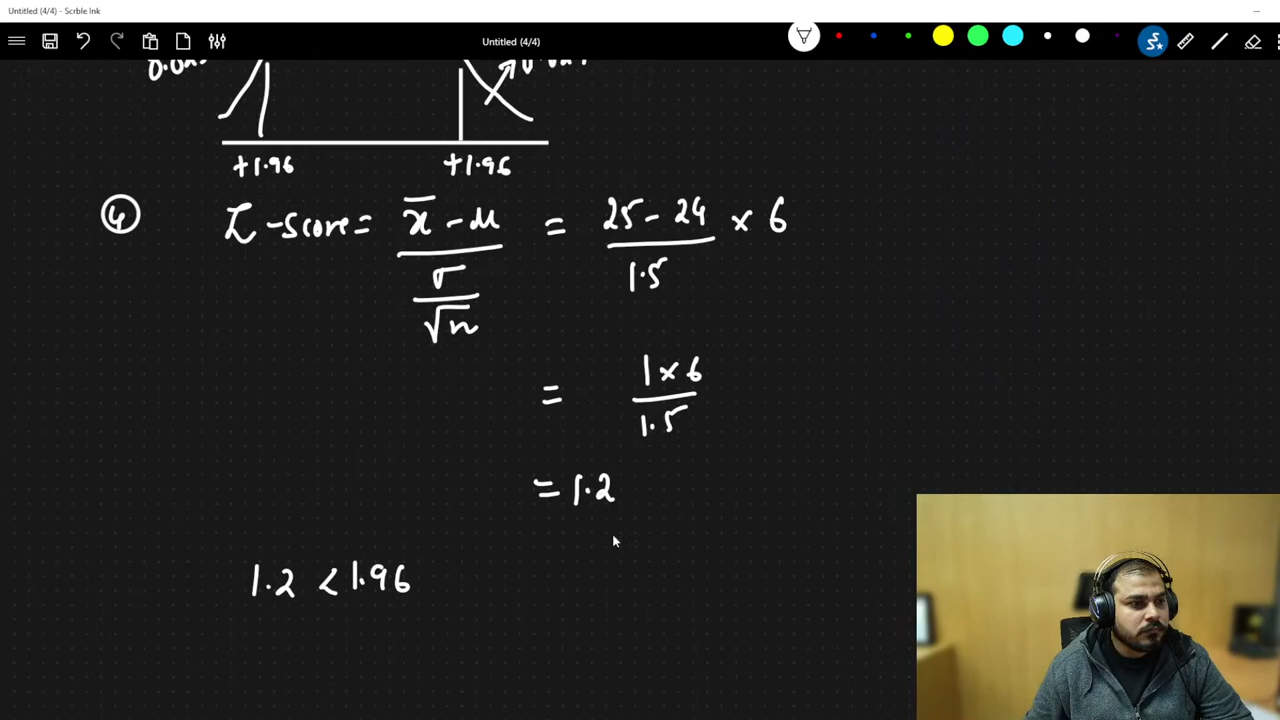 Untitled (4/4) - Scrble Ink
Untitled (4/4)
+1.96 +1.96
④ Z-score = x̄ - μ / σ/√n = 25 - 24 / 1.5 × 6
= 1 × 6 / 1.5
= 1.2
1.2 < 1.96